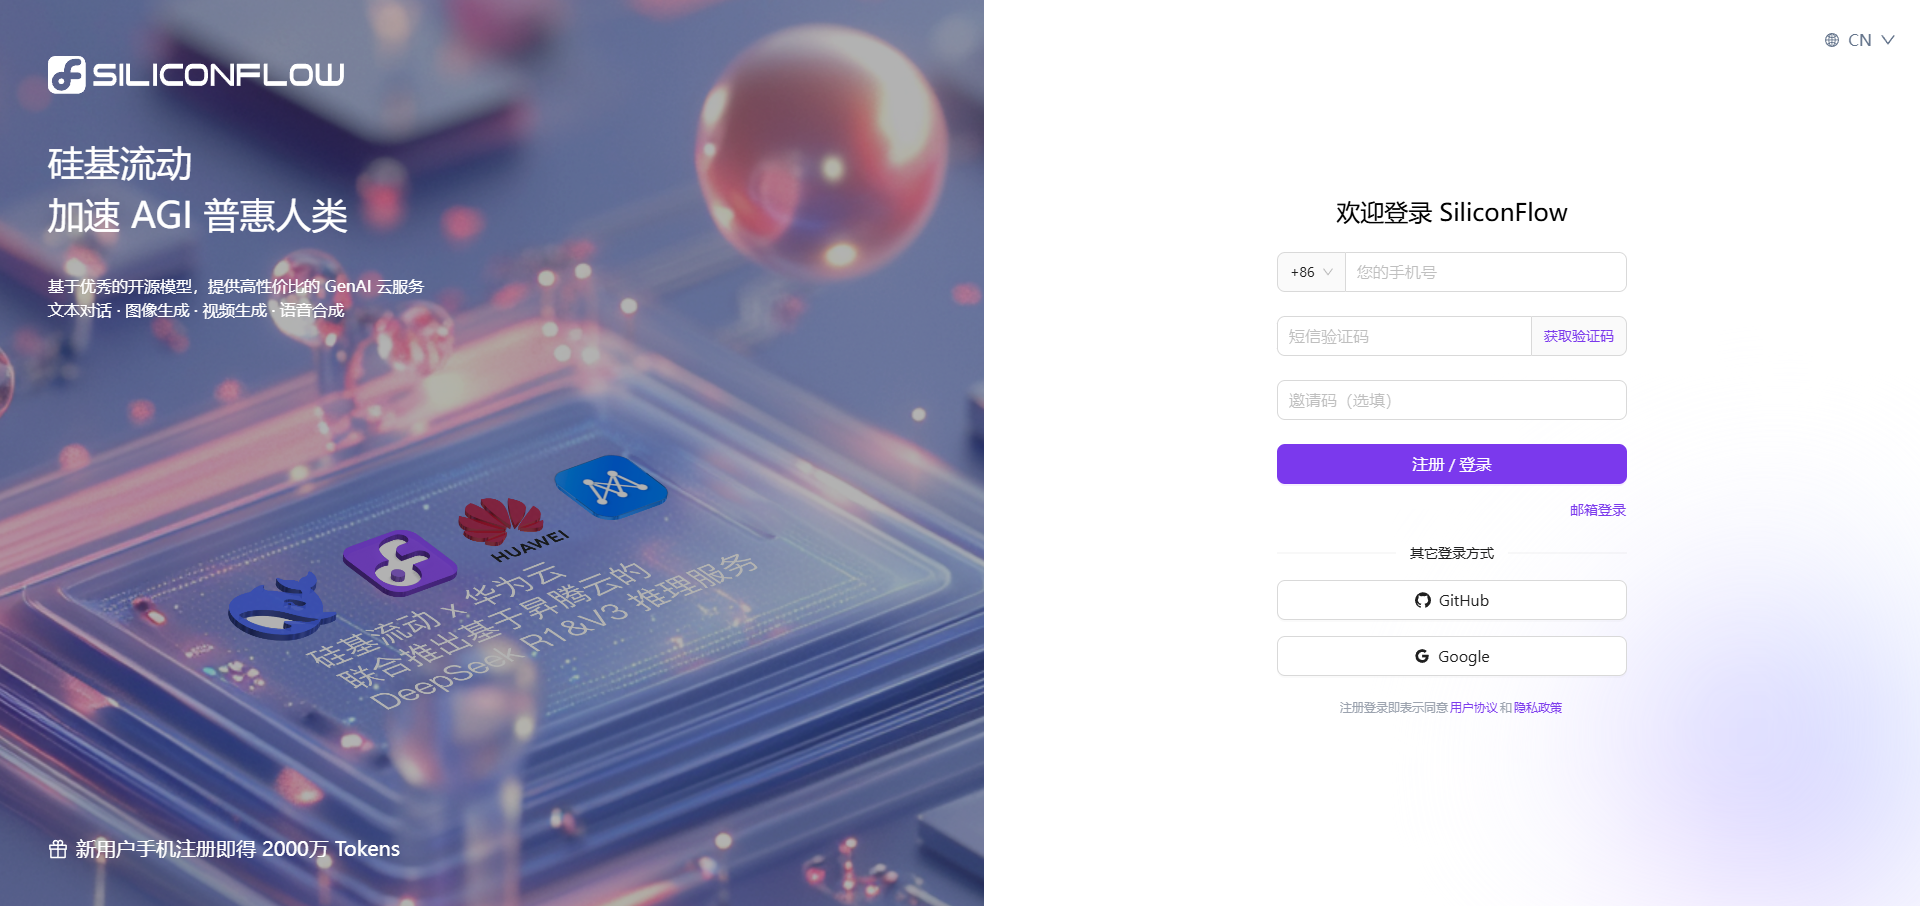 SILICONFLOW
硅基流动
加速 AGI 普惠人类
基于优秀的开源模型，提供高性价比的 GenAI 云服务
文本对话 · 图像生成 · 视频生成 · 语音合成
HUAWEI
硅基流动 x 华为云
联合推出基于昇腾云的
DeepSeek R1&V3 推理服务
新用户手机注册即得 2000万 Tokens
CN
欢迎登录 SiliconFlow
+86 您的手机号
短信验证码 获取验证码
邀请码（选填）
注册 / 登录
邮箱登录
其它登录方式
GitHub
Google
注册登录即表示同意 用户协议 和 隐私政策